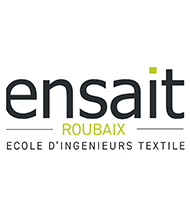 ensait
ROUBAIX
ECOLE D'INGENIEURS TEXTILE